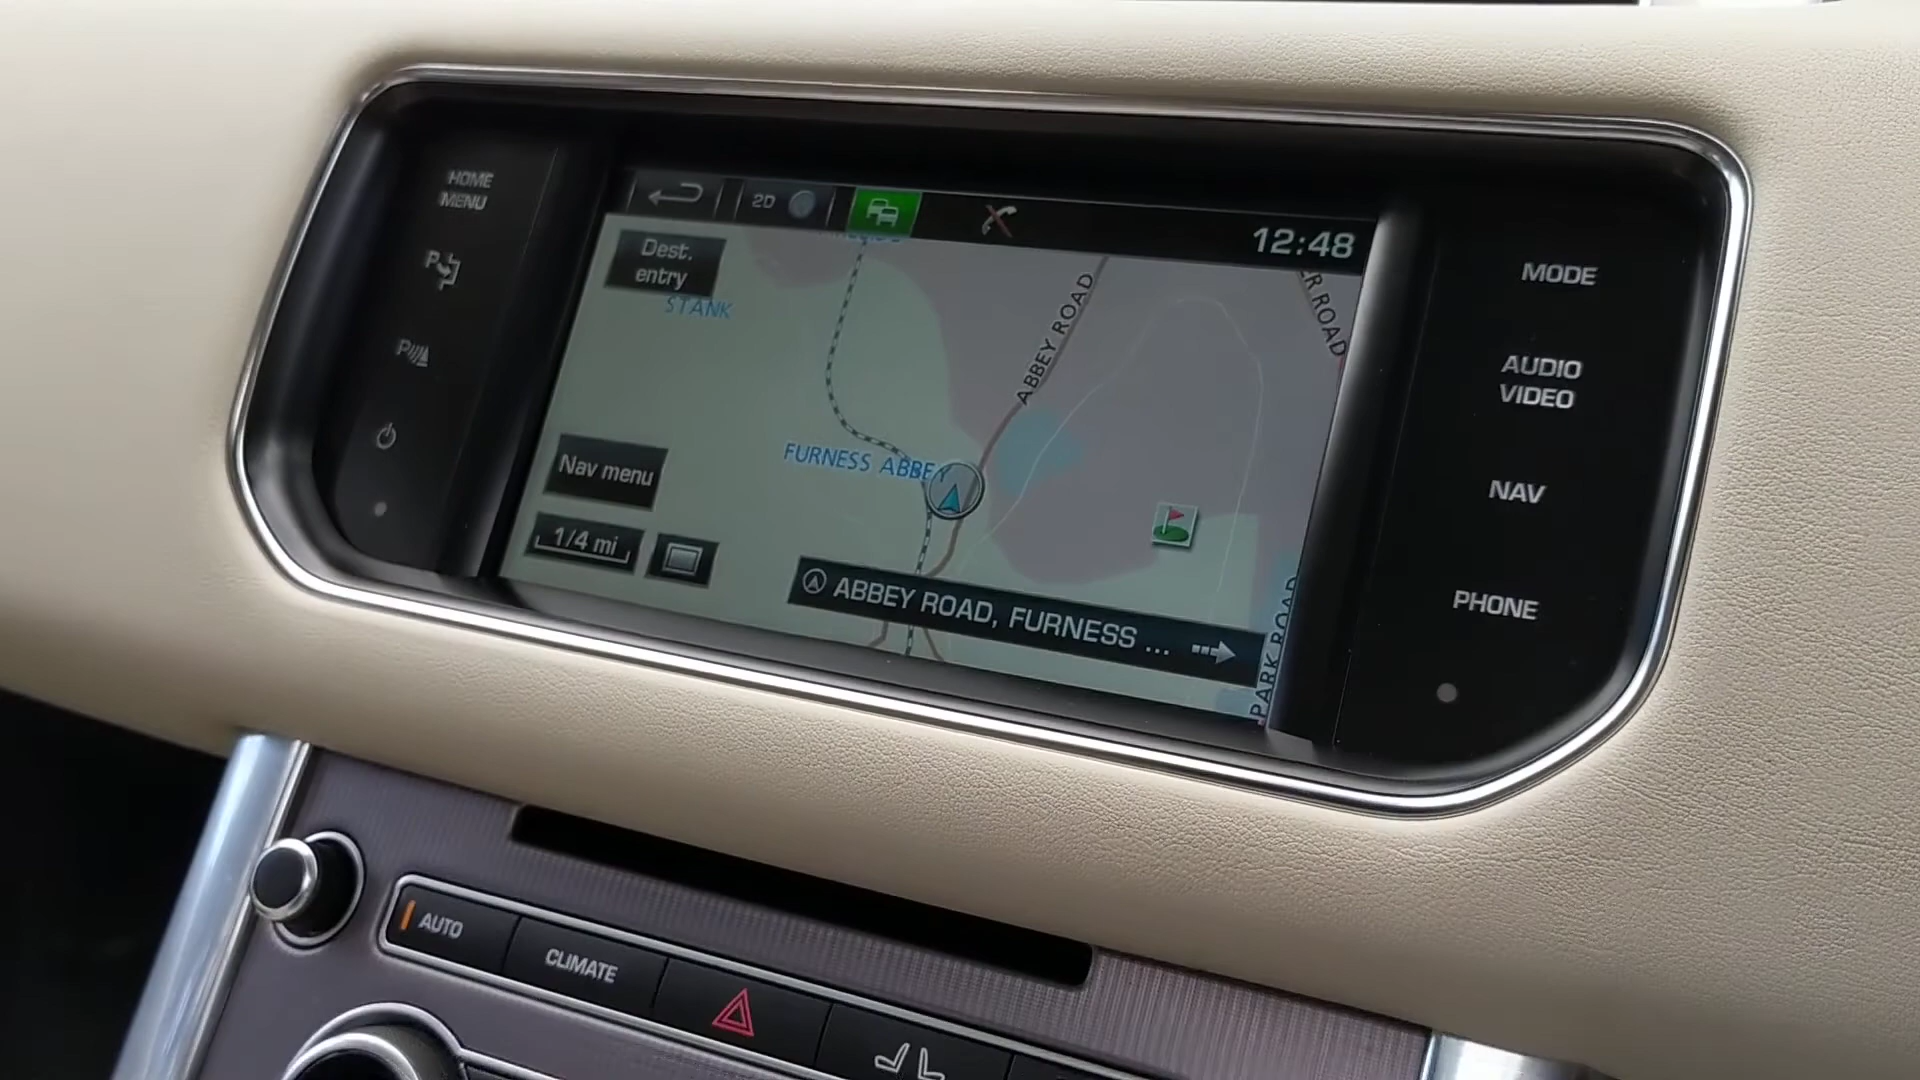 HOME
MENU
2D
12:48
Dest.
entry
STANK
ABBEY ROAD
R ROAD
FURNESS ABBEY
Nav menu
1/4 mi
ABBEY ROAD, FURNESS ...
PARK ROAD
MODE
AUDIO
VIDEO
NAV
PHONE
AUTO
CLIMATE